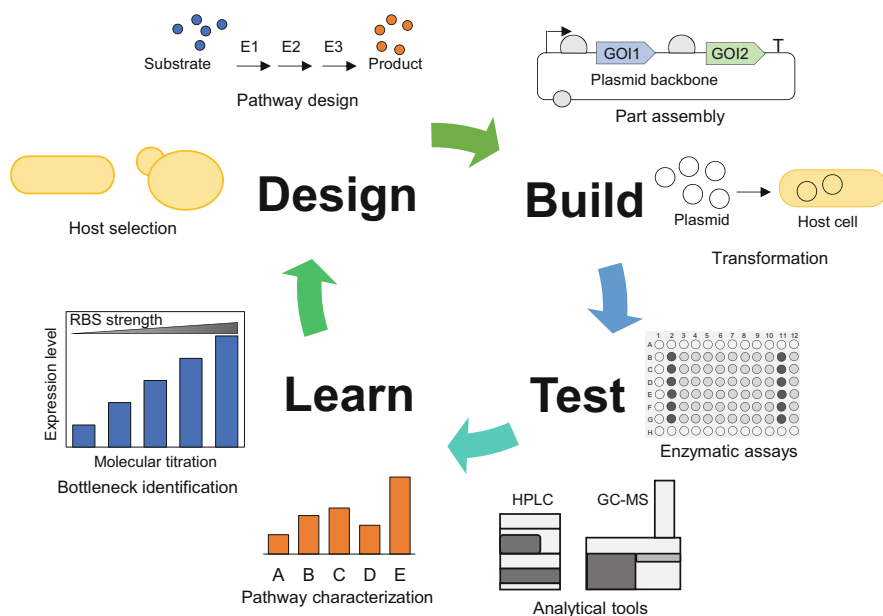 Substrate
E1 E2 E3
Product
Pathway design
GOI1
GOI2
T
Plasmid backbone
Part assembly
Host selection
Design
Build
Plasmid
Host cell
Transformation
RBS strength
Expression level
Molecular titration
Bottleneck identification
Learn
Test
1 2 3 4 5 6 7 8 9 10 11 12
A
B
C
D
E
F
G
H
Enzymatic assays
A B C D E
Pathway characterization
HPLC
GC-MS
Analytical tools